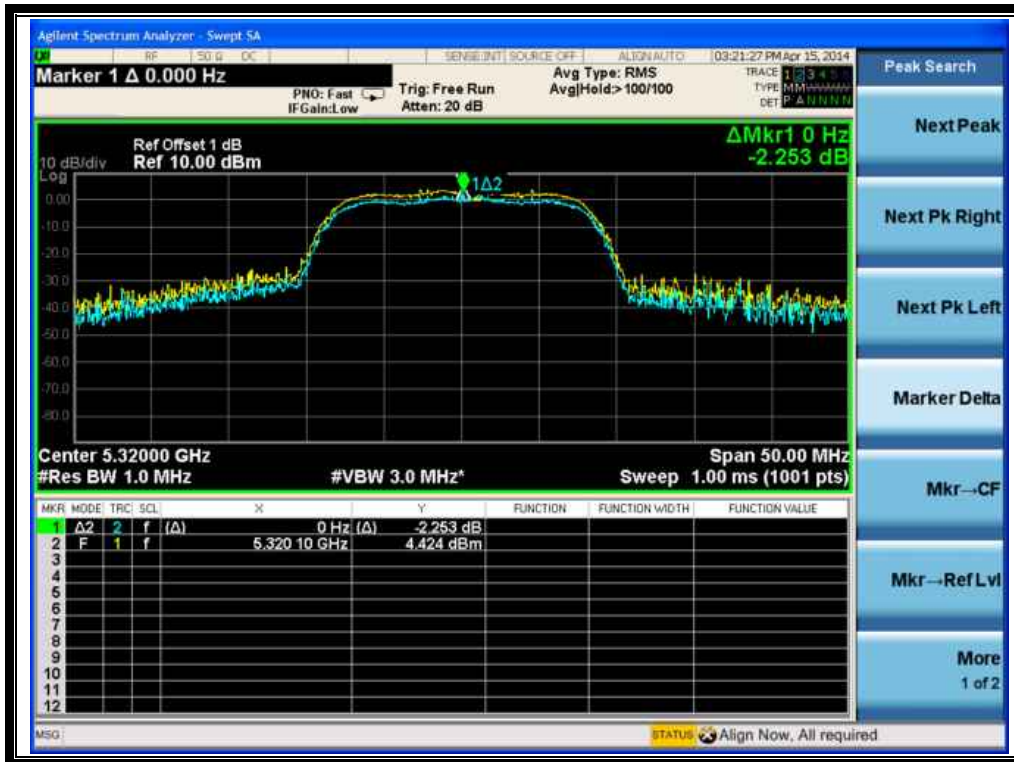 Agilent Spectrum Analyzer - Swept SA
RF 50 Ω DC SENSE:INT SOURCE OFF ALIGN AUTO 03:21:27 PM Apr 15, 2014
Marker 1 Δ 0.000 Hz
PNO: Fast
IFGain:Low
Trig: Free Run
Atten: 20 dB
Avg Type: RMS
Avg|Hold:> 100/100
TRACE 1 2 3 4 5 6
TYPE
DET P A N N N N
Peak Search
Next Peak
Next Pk Right
Next Pk Left
Marker Delta
Mkr→CF
Mkr→Ref Lvl
More
1 of 2
ΔMkr1 0 Hz
-2.253 dB
Ref Offset 1 dB
10 dB/div Ref 10.00 dBm
Log
0.00
-10.0
-20.0
-30.0
-40.0
-50.0
-60.0
-70.0
-80.0
1Δ2
Center 5.32000 GHz Span 50.00 MHz
#Res BW 1.0 MHz #VBW 3.0 MHz* Sweep 1.00 ms (1001 pts)
MKR MODE TRC SCL X Y FUNCTION FUNCTION WIDTH FUNCTION VALUE
1 Δ2 2 f (Δ) 0 Hz (Δ) -2.253 dB
2 F 1 f 5.320 10 GHz 4.424 dBm
3
4
5
6
7
8
9
10
11
12
MSG STATUS Align Now, All required